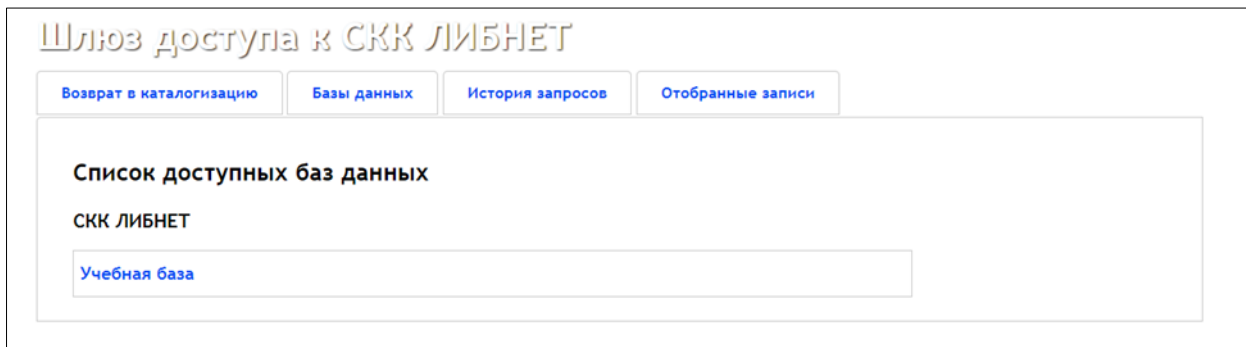 Шлюз доступа к СКК ЛИБНЕТ
Возврат в каталогизацию Базы данных История запросов Отобранные записи
Список доступных баз данных
СКК ЛИБНЕТ
Учебная база